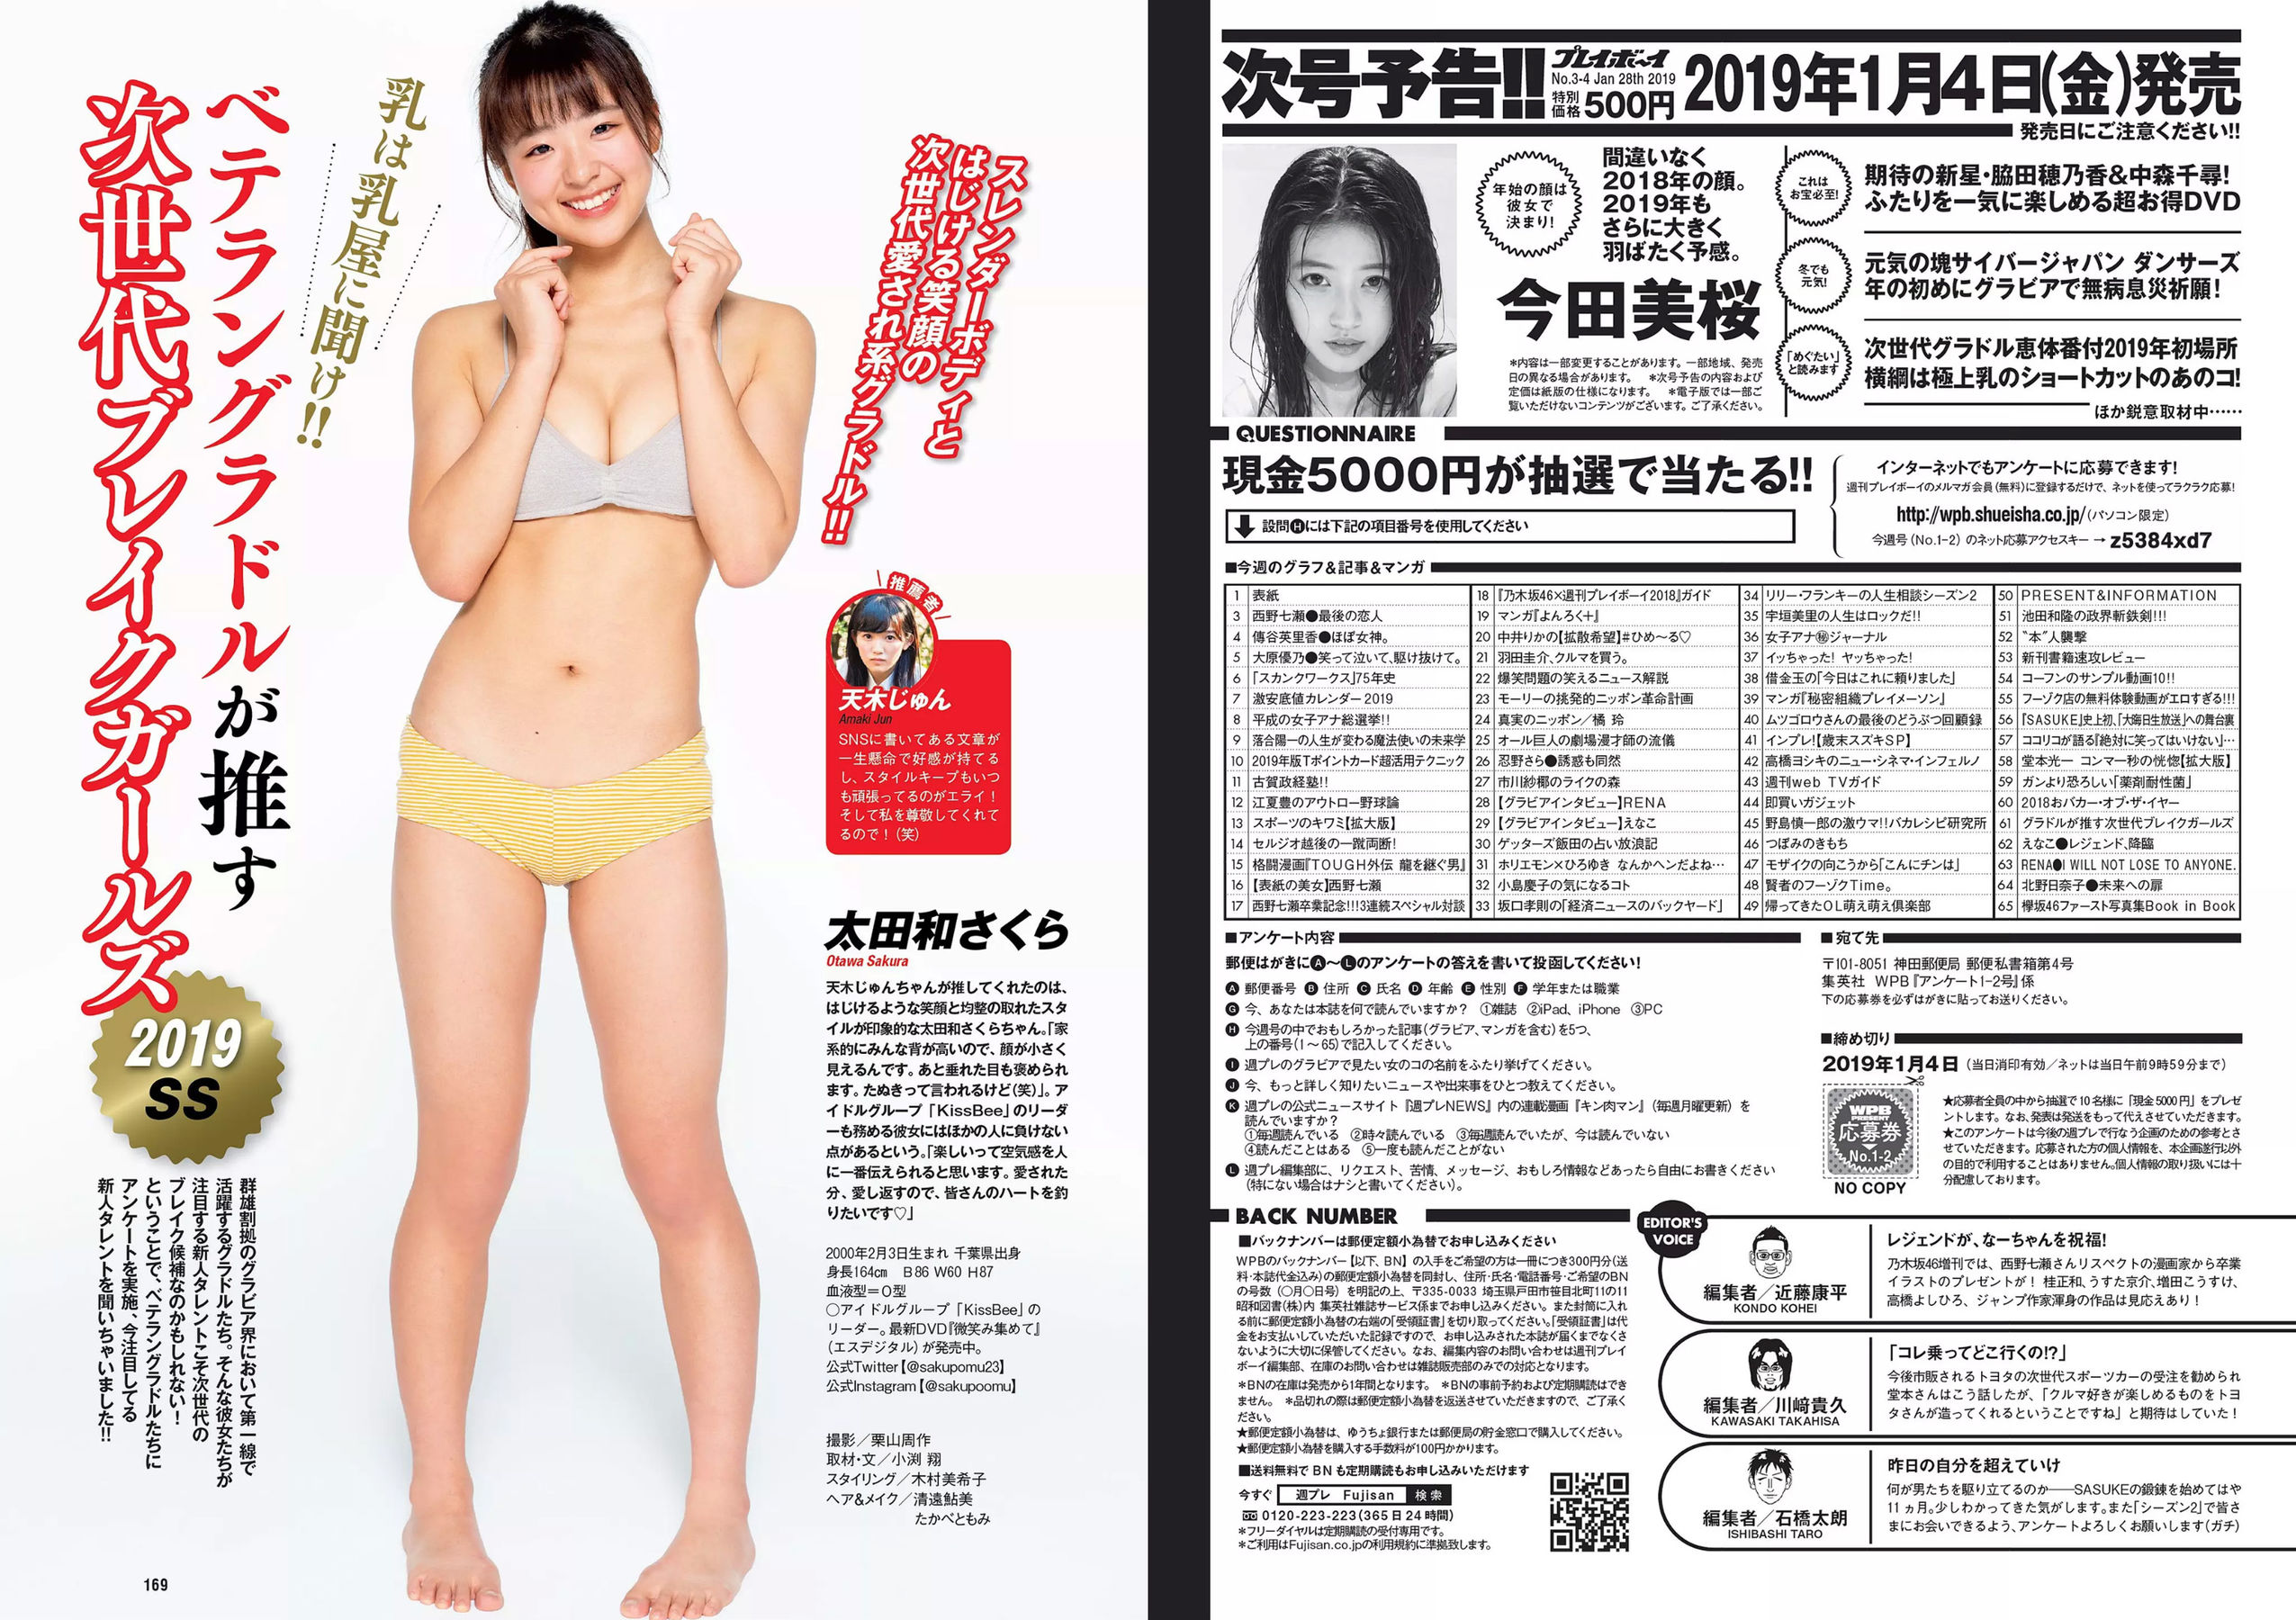 乳は乳屋に聞け!!
ベテラングラドルが推す
次世代ブレイクガールズ
2019
SS
群雄割拠のグラビア界において第一線で
活躍するグラドルたち。そんな彼女たちが
注目する新人タレントこそ次世代の
ブレイク候補なのかもしれない!
ということで、ベテラングラドルたちに
アンケートを実施、今注目してる
新人タレントを聞いちゃいました!!
169
スレンダーボディと
はじける笑顔の
次世代愛され系グラドル!!
推薦者
天木じゅん
Amaki Jun
SNSに書いてある文章が
一生懸命で好感が持てる
し、スタイルキープもいつ
も頑張ってるのがエライ!
そして私を尊敬してくれて
るので!(笑)
太田和さくら
Otawa Sakura
天木じゅんちゃんが推してくれたのは、
はじけるような笑顔と均整の取れたスタ
イルが印象的な太田和さくらちゃん。「家
系的にみんな背が高いので、顔が小さく
見えるんです。あと垂れた目も褒められ
ます。たぬきって言われるけど(笑)」。ア
イドルグループ「KissBee」のリーダ
ーも務める彼女にはほかの人に負けない
点があるという。「楽しいって空気感を人
に一番伝えられると思います。愛された
分、愛し返すので、皆さんのハートを釣
りたいです♡」
2000年2月3日生まれ 千葉県出身
身長164㎝ B86 W60 H87
血液型=O型
○アイドルグループ「KissBee」の
リーダー。最新DVD『微笑み集めて』
(エスデジタル)が発売中。
公式Twitter【@sakupomu23】
公式Instagram【@sakupoomu】
撮影/栗山周作
取材・文/小渕 翔
スタイリング/木村美希子
ヘア&メイク/清遠鮎美
たかべともみ
次号予告!!
プレイボーイ
No.3-4 Jan 28th 2019
特別価格 500円
2019年1月4日(金)発売
発売日にご注意ください!!
年始の顔は
彼女で
決まり!
間違いなく
2018年の顔。
2019年も
さらに大きく
羽ばたく予感。
今田美桜
*内容は一部変更することがあります。一部地域、発売
日の異なる場合があります。 *次号予告の内容および
定価は紙版の仕様になります。 *電子版では一部ご
覧いただけないコンテンツがございます。ご了承ください。
これは
お宝必至!
期待の新星・脇田穂乃香&中森千尋!
ふたりを一気に楽しめる超お得DVD
冬でも
元気!
元気の塊サイバージャパン ダンサーズ
年の初めにグラビアで無病息災祈願!
「めぐたい」
と読みます
次世代グラドル恵体番付2019年初場所
横綱は極上乳のショートカットのあのコ!
ほか鋭意取材中……
QUESTIONNAIRE
現金5000円が抽選で当たる!!
設問Hには下記の項目番号を使用してください
インターネットでもアンケートに応募できます!
週刊プレイボーイのメルマガ会員(無料)に登録するだけで、ネットを使ってラクラク応募!
http://wpb.shueisha.co.jp/(パソコン限定)
今週号(No.1-2)のネット応募アクセスキー → z5384xd7
■今週のグラフ&記事&マンガ
1 表紙
3 西野七瀬●最後の恋人
4 傳谷英里香●ほぼ女神。
5 大原優乃●笑って泣いて、駆け抜けて。
6 「スカンクワークス」75年史
7 激安底値カレンダー2019
8 平成の女子アナ総選挙!!
9 落合陽一の人生が変わる魔法使いの未来学
10 2019年版Tポイントカード超活用テクニック
11 古賀政経塾!!
12 江夏豊のアウトロー野球論
13 スポーツのキワミ【拡大版】
14 セルジオ越後の一蹴両断!
15 格闘漫画『TOUGH外伝 龍を継ぐ男』
16 【表紙の美女】西野七瀬
17 西野七瀬卒業記念!!!3連続スペシャル対談
18 『乃木坂46×週刊プレイボーイ2018』ガイド
19 マンガ『よんろく+』
20 中井りかの【拡散希望】#ひめ〜る♡
21 羽田圭介、クルマを買う。
22 爆笑問題の笑えるニュース解説
23 モーリーの挑発的ニッポン革命計画
24 真実のニッポン/橘 玲
25 オール巨人の劇場漫才師の流儀
26 忍野さら●誘惑も同然
27 市川紗椰のライクの森
28 【グラビアインタビュー】RENA
29 【グラビアインタビュー】えなこ
30 ゲッターズ飯田の占い放浪記
31 ホリエモン×ひろゆき なんかヘンだよね…
32 小島慶子の気になるコト
33 坂口孝則の「経済ニュースのバックヤード」
34 リリー・フランキーの人生相談シーズン2
35 宇垣美里の人生はロックだ!!
36 女子アナ㊙ジャーナル
37 イッちゃった! ヤッちゃった!
38 借金玉の「今日はこれに頼りました」
39 マンガ『秘密組織プレイメーソン』
40 ムツゴロウさんの最後のどうぶつ回顧録
41 インプレ!【歳末スズキSP】
42 高橋ヨシキのニュー・シネマ・インフェルノ
43 週刊web TVガイド
44 即買いガジェット
45 野島慎一郎の激ウマ!!バカレシピ研究所
46 つぼみのきもち
47 モザイクの向こうから「こんにチンは」
48 賢者のフーゾクTime。
49 帰ってきたOL萌え萌え倶楽部
50 PRESENT&INFORMATION
51 池田和隆の政界斬鉄剣!!!
52 “本”人襲撃
53 新刊書籍速攻レビュー
54 コーフンのサンプル動画10!!
55 フーゾク店の無料体験動画がエロすぎる!!!
56 『SASUKE』史上初、「大晦日生放送」への舞台裏
57 ココリコが語る『絶対に笑ってはいけない』…
58 堂本光一 コンマ一秒の恍惚【拡大版】
59 ガンより恐ろしい「薬剤耐性菌」
60 2018おバカー・オブ・ザ・イヤー
61 グラドルが推す次世代ブレイクガールズ
62 えなこ●レジェンド、降臨
63 RENA●I WILL NOT LOSE TO ANYONE.
64 北野日奈子●未来への扉
65 欅坂46ファースト写真集Book in Book
■アンケート内容
郵便はがきにA〜Lのアンケートの答えを書いて投函してください!
A 郵便番号 B 住所 C 氏名 D 年齢 E 性別 F 学年または職業
G 今、あなたは本誌を何で読んでいますか? ①雑誌 ②iPad、iPhone ③PC
H 今週号の中でおもしろかった記事(グラビア、マンガを含む)を5つ、
上の番号(1〜65)で記入してください。
I 週プレのグラビアで見たい女のコの名前をふたり挙げてください。
J 今、もっと詳しく知りたいニュースや出来事をひとつ教えてください。
K 週プレの公式ニュースサイト『週プレNEWS』内の連載漫画『キン肉マン』(毎週月曜更新)を
読んでいますか?
①毎週読んでいる ②時々読んでいる ③毎週読んでいたが、今は読んでいない
④読んだことはある ⑤一度も読んだことがない
L 週プレ編集部に、リクエスト、苦情、メッセージ、おもしろ情報などあったら自由にお書きください
(特にない場合はナシと書いてください)。
■宛て先
〒101-8051 神田郵便局 郵便私書箱第4号
集英社 WPB『アンケート1-2号』係
下の応募券を必ずはがきに貼ってお送りください。
■締め切り
2019年1月4日(当日消印有効/ネットは当日午前9時59分まで)
WPB
PRESENT
応募券
No.1-2
NO COPY
★応募者全員の中から抽選で10名様に「現金5000円」をプレゼ
ントします。なお、発表は発送をもって代えさせていただきます。
★このアンケートは今後の週プレで行なう企画のための参考とさ
せていただきます。応募された方の個人情報を、本企画遂行以外
の目的で利用することはありません。個人情報の取り扱いには十
分配慮しております。
BACK NUMBER
■バックナンバーは郵便定額小為替でお申し込みください
WPBのバックナンバー【以下、BN】の入手をご希望の方は一冊につき300円分(送
料・本誌代金込み)の郵便定額小為替を同封し、住所・氏名・電話番号・ご希望のBN
の号数(○月○日号)を明記の上、〒335-0033 埼玉県戸田市笹目北町11の11
昭和図書(株)内 集英社雑誌サービス係までお申し込みください。また封筒に入れ
る前に郵便定額小為替の右端の「受領証書」を切り取ってください。「受領証書」は代
金をお支払いしていただいた記録ですので、お申し込みされた本誌が届くまでなくさ
ないように大切に保管してください。なお、編集内容のお問い合わせは週刊プレイ
ボーイ編集部、在庫のお問い合わせは雑誌販売部のみでの対応となります。
*BNの在庫は発売から1年間となります。 *BNの事前予約および定期購読はでき
ません。 *品切れの際は郵便定額小為替を返送させていただきますので、ご了承く
ださい。
★郵便定額小為替は、ゆうちょ銀行または郵便局の貯金窓口で購入してください。
★郵便定額小為替を購入する手数料が100円かかります。
■送料無料でBNも定期購読もお申し込みいただけます
今すぐ 週プレ Fujisan 検索
0120-223-223(365日24時間)
*フリーダイヤルは定期購読の受付専用です。
*ご利用はFujisan.co.jpの利用規約に準拠致します。
EDITOR'S
VOICE
編集者/近藤康平
KONDO KOHEI
レジェンドが、なーちゃんを祝福!
乃木坂46増刊では、西野七瀬さんリスペクトの漫画家から卒業
イラストのプレゼントが! 桂正和、うすた京介、増田こうすけ、
高橋よしひろ、ジャンプ作家渾身の作品は見応えあり!
編集者/川﨑貴久
KAWASAKI TAKAHISA
「コレ乗ってどこ行くの!?」
今後市販されるトヨタの次世代スポーツカーの受注を勧められ
堂本さんはこう話したが、「クルマ好きが楽しめるものをトヨ
タさんが造ってくれるということですね」と期待はしていた!
編集者/石橋太朗
ISHIBASHI TARO
昨日の自分を超えていけ
何が男たちを駆り立てるのか――SASUKEの鍛錬を始めてはや
11ヵ月。少しわかってきた気がします。また「シーズン2」で皆さ
まにお会いできるよう、アンケートよろしくお願いします(ガチ)